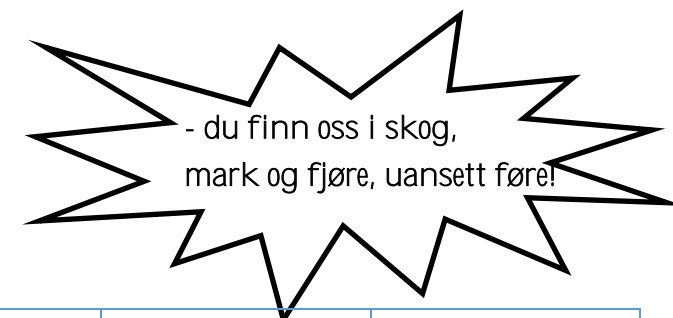 - du finn oss i skog,
mark og fjøre, uansett føre!